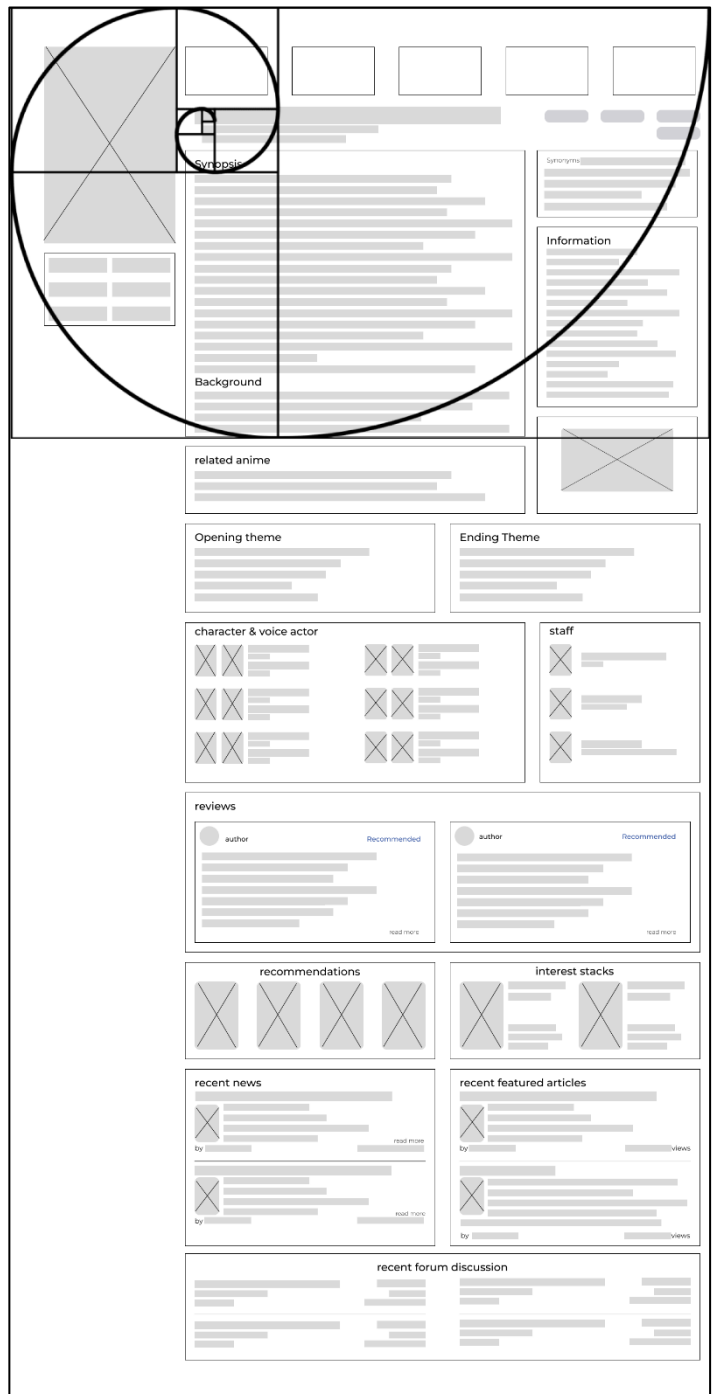 Synopsis
Synonyms
Information
Background
related anime
Opening theme
Ending Theme
character & voice actor
staff
reviews
author
Recommended
author
Recommended
read more
read more
recommendations
interest stacks
recent news
recent featured articles
read more
by
by
views
read more
by
by
views
recent forum discussion